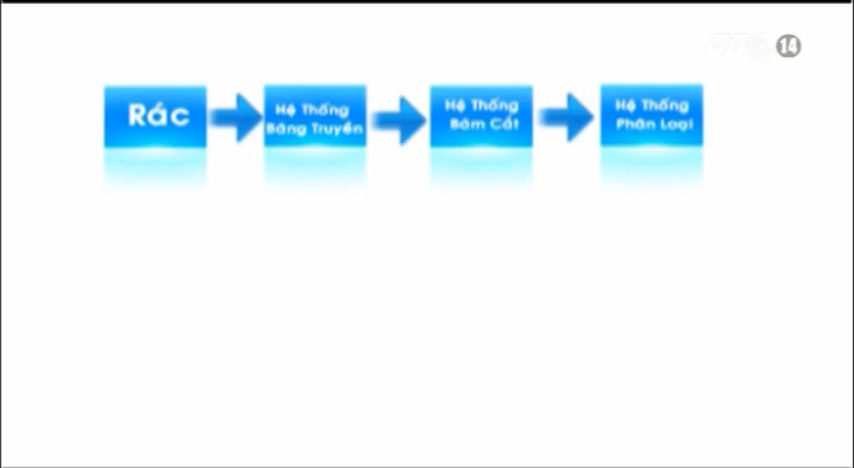 14
Rác
Hệ Thống
Băng Truyền
Hệ Thống
Băm Cắt
Hệ Thống
Phân Loại